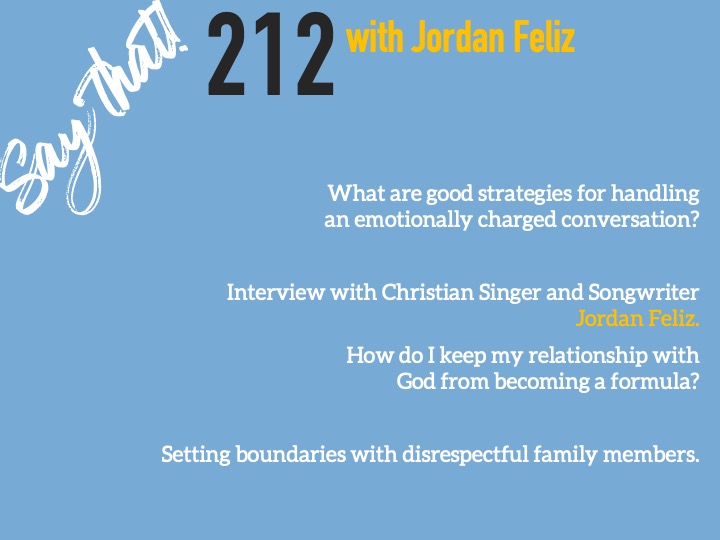 Say that!
212
with Jordan Feliz
What are good strategies for handling
an emotionally charged conversation?
Interview with Christian Singer and Songwriter
Jordan Feliz.
How do I keep my relationship with
God from becoming a formula?
Setting boundaries with disrespectful family members.